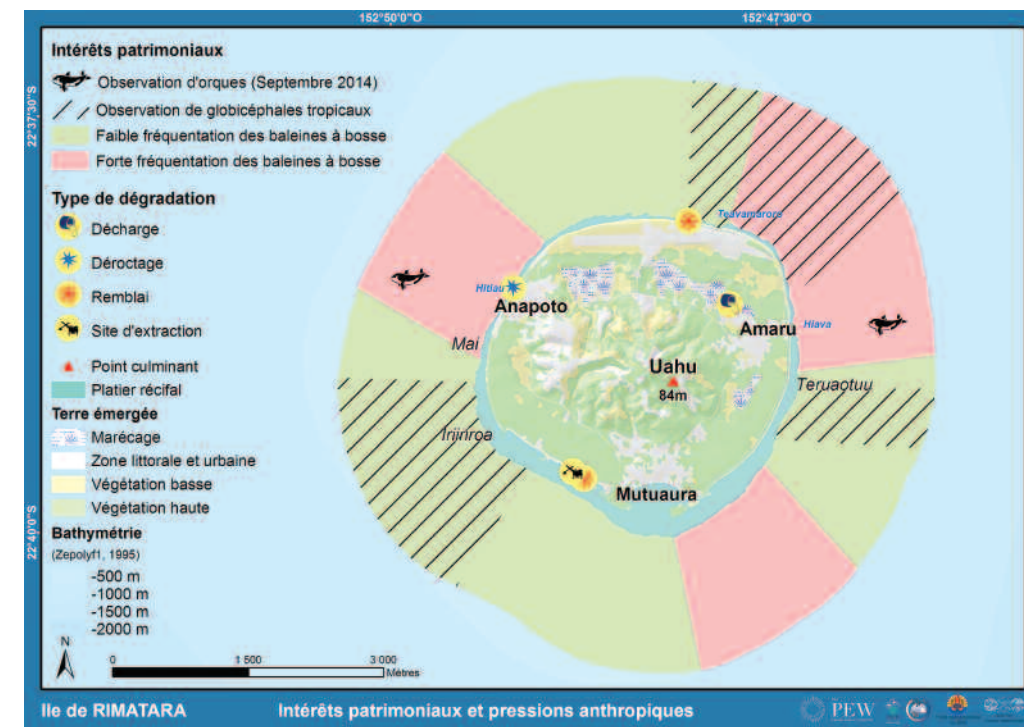 152°50'0"O
152°47'30"O
22°37'30"S
22°40'0"S
Intérêts patrimoniaux
Observation d'orques (Septembre 2014)
Observation de globicéphales tropicaux
Faible fréquentation des baleines à bosse
Forte fréquentation des baleines à bosse
Type de dégradation
Décharge
Déroctage
Remblai
Site d'extraction
Point culminant
Platier récifal
Terre émergée
Marécage
Zone littorale et urbaine
Végétation basse
Végétation haute
Bathymétrie
(Zepolyf1, 1995)
-500 m
-1000 m
-1500 m
-2000 m
N
0 1 500 3 000
Mètres
Teavamaroro
Hitiau
Anapoto
Amaru
Hiava
Mai
Uahu
84m
Teruaotuu
Iriiriroa
Mutuaura
Ile de RIMATARA
Intérêts patrimoniaux et pressions anthropiques
PEW